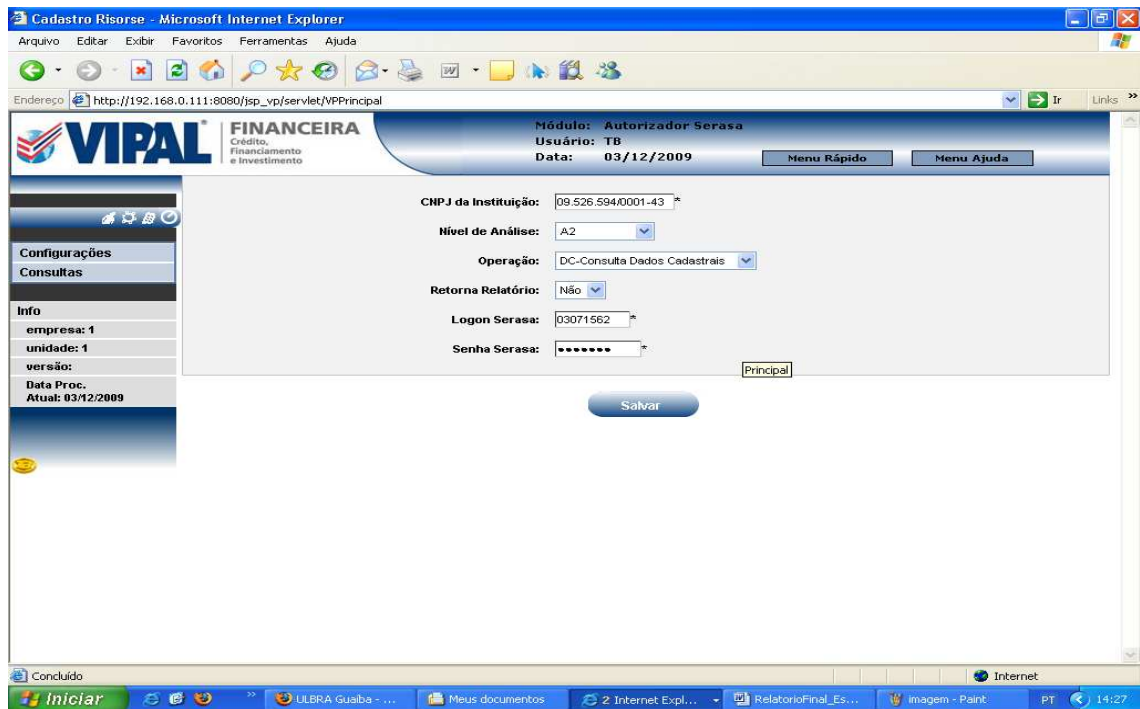 Cadastro Risorse - Microsoft Internet Explorer
Arquivo Editar Exibir Favoritos Ferramentas Ajuda
Endereço http://192.168.0.111:8080/jsp_vp/servlet/VPPrincipal Ir Links »
VIPAL FINANCEIRA
Crédito,
Financiamento
e Investimento
Módulo: Autorizador Serasa
Usuário: TB
Data: 03/12/2009
Menu Rápido Menu Ajuda
Configurações
Consultas
Info
empresa: 1
unidade: 1
versão:
Data Proc.
Atual: 03/12/2009
CNPJ da Instituição: 09.526.594/0001-43 *
Nível de Análise: A2
Operação: DC-Consulta Dados Cadastrais
Retorna Relatório: Não
Logon Serasa: 03071562 *
Senha Serasa: ••••••• *
Principal
Salvar
Concluído Internet
Iniciar » ULBRA Guaíba - ... Meus documentos 2 Internet Expl... RelatorioFinal_Es... imagem - Paint PT 14:27